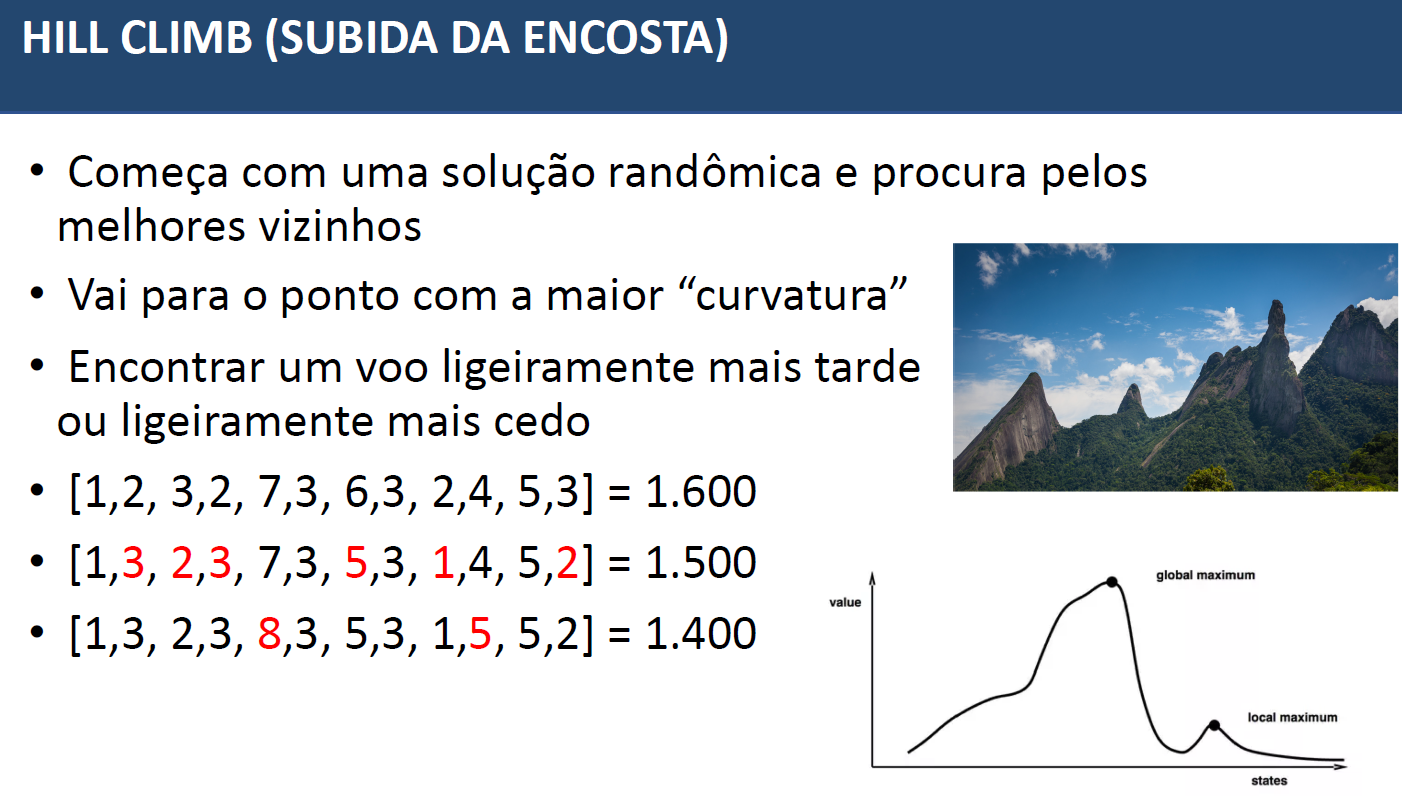 HILL CLIMB (SUBIDA DA ENCOSTA)
• Começa com uma solução randômica e procura pelos
melhores vizinhos
• Vai para o ponto com a maior “curvatura”
• Encontrar um voo ligeiramente mais tarde
ou ligeiramente mais cedo
• [1,2, 3,2, 7,3, 6,3, 2,4, 5,3] = 1.600
• [1,3, 2,3, 7,3, 5,3, 1,4, 5,2] = 1.500
• [1,3, 2,3, 8,3, 5,3, 1,5, 5,2] = 1.400
global maximum
value
local maximum
states